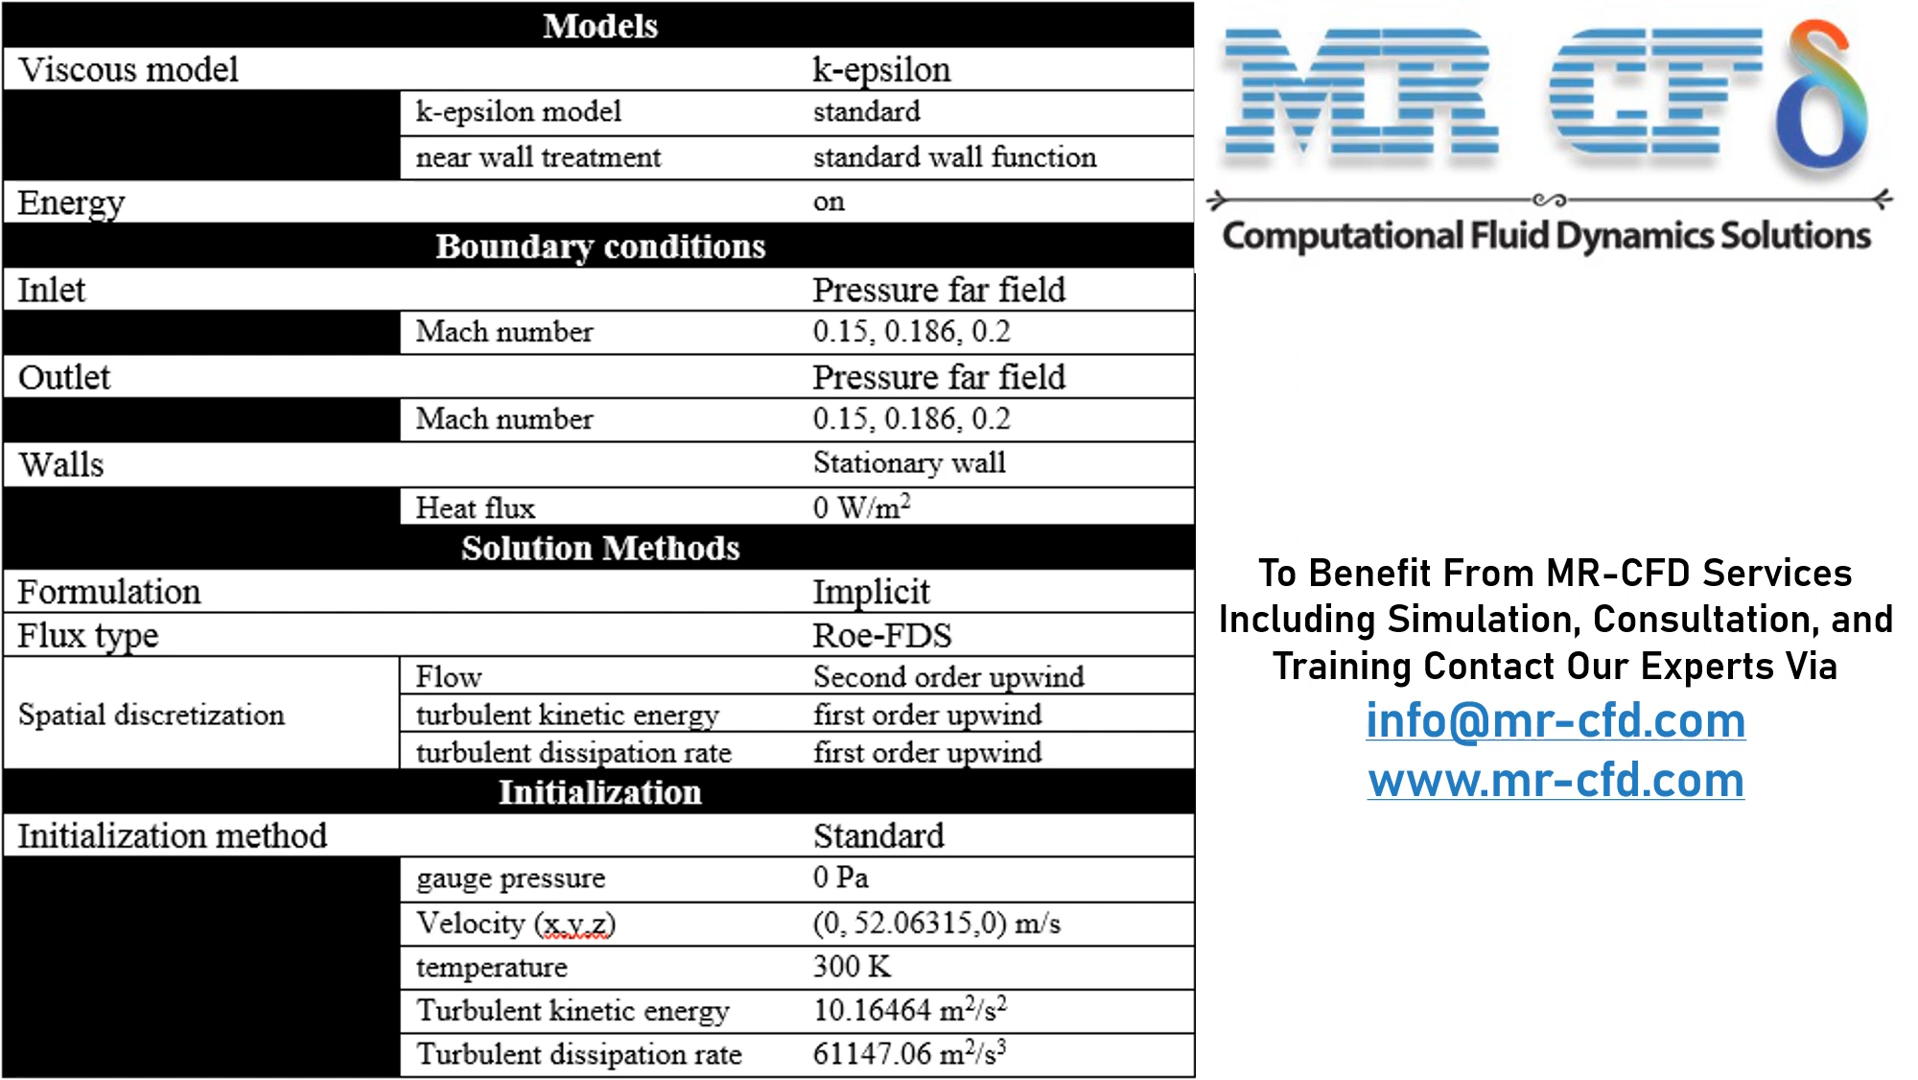 Models
Viscous model k-epsilon
k-epsilon model standard
near wall treatment standard wall function
Energy on
Boundary conditions
Inlet Pressure far field
Mach number 0.15, 0.186, 0.2
Outlet Pressure far field
Mach number 0.15, 0.186, 0.2
Walls Stationary wall
Heat flux 0 W/m²
Solution Methods
Formulation Implicit
Flux type Roe-FDS
Spatial discretization
Flow Second order upwind
turbulent kinetic energy first order upwind
turbulent dissipation rate first order upwind
Initialization
Initialization method Standard
gauge pressure 0 Pa
Velocity (x,y,z) (0, 52.06315,0) m/s
temperature 300 K
Turbulent kinetic energy 10.16464 m²/s²
Turbulent dissipation rate 61147.06 m²/s³
MR CFδ
Computational Fluid Dynamics Solutions
To Benefit From MR-CFD Services
Including Simulation, Consultation, and
Training Contact Our Experts Via
info@mr-cfd.com
www.mr-cfd.com